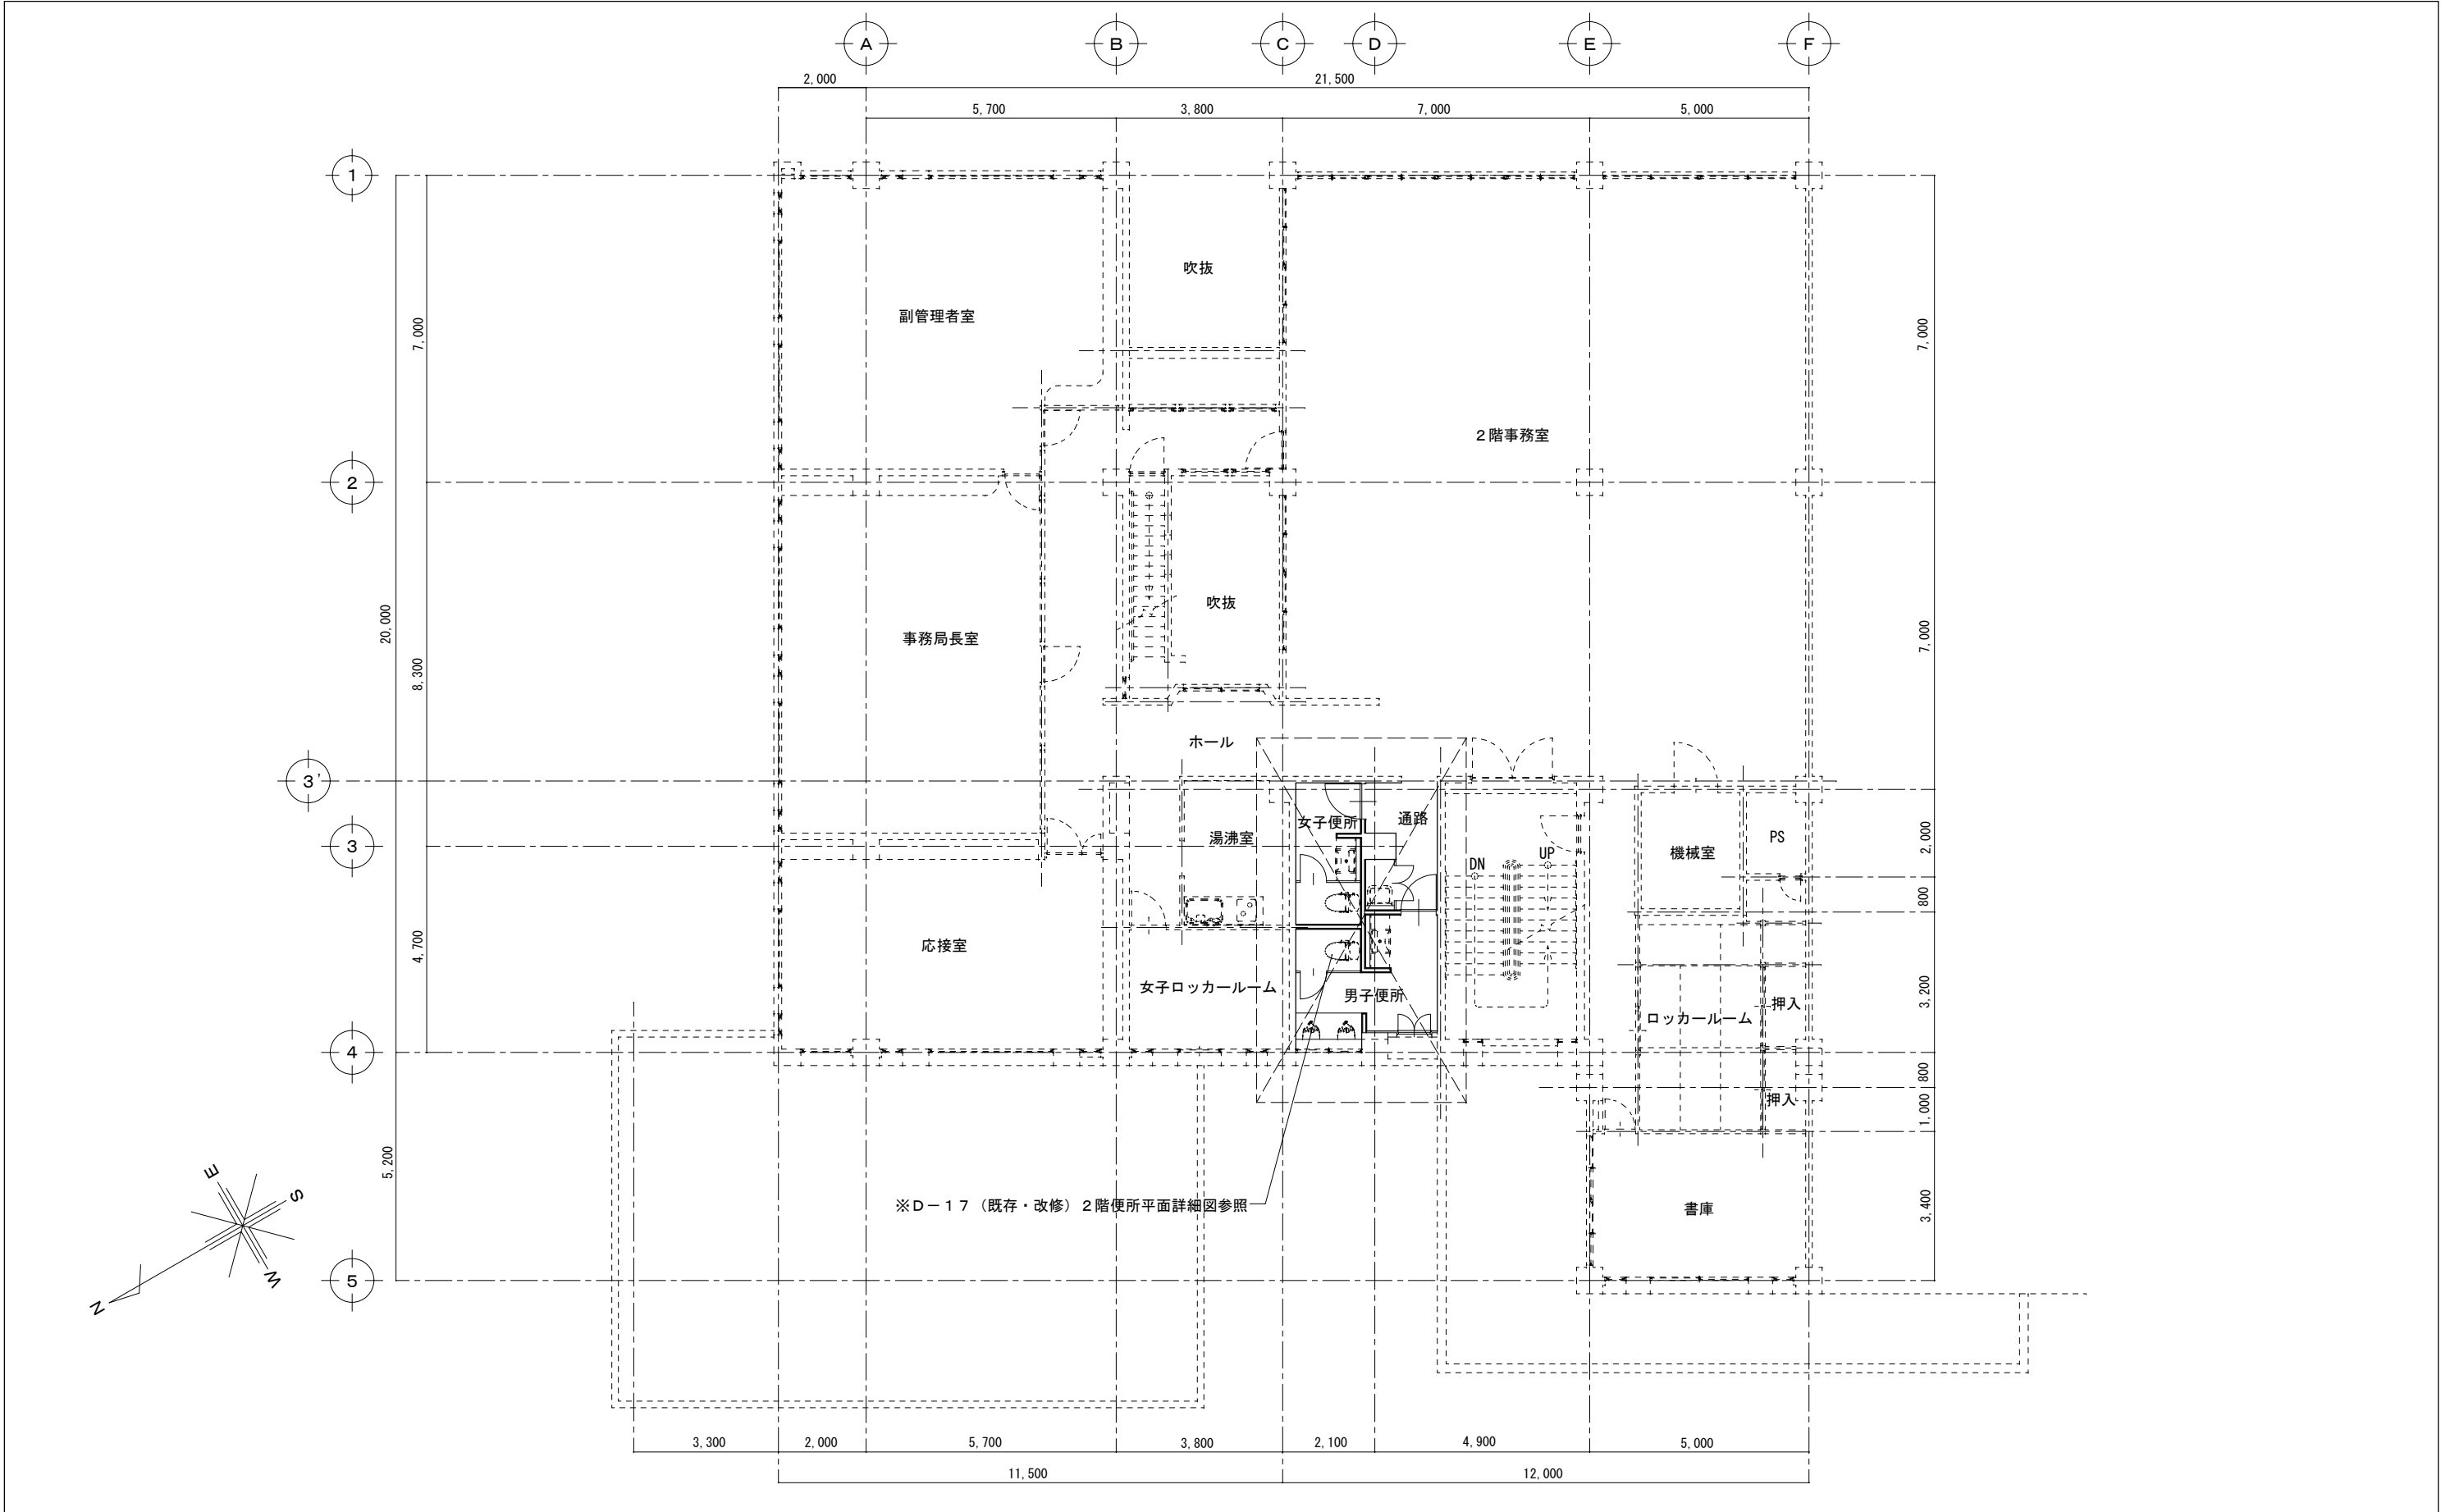 A B C D E F
2,000 21,500
5,700 3,800 7,000 5,000
1
吹抜
副管理者室
7,000 7,000
2階事務室
2
吹抜
20,000
事務局長室
7,000
8,300
ホール
3'
女子便所 通路
湯沸室
PS
2,000
3
機械室
DN UP
800
応接室
4,700
女子ロッカールーム
男子便所
3,200
押入
ロッカールーム
4
800
押入
1,000
5,200
E
S
※D-17(既存・改修)2階便所平面詳細図参照
書庫
3,400
W
5
N
3,300 2,000 5,700 3,800 2,100 4,900 5,000
11,500 12,000